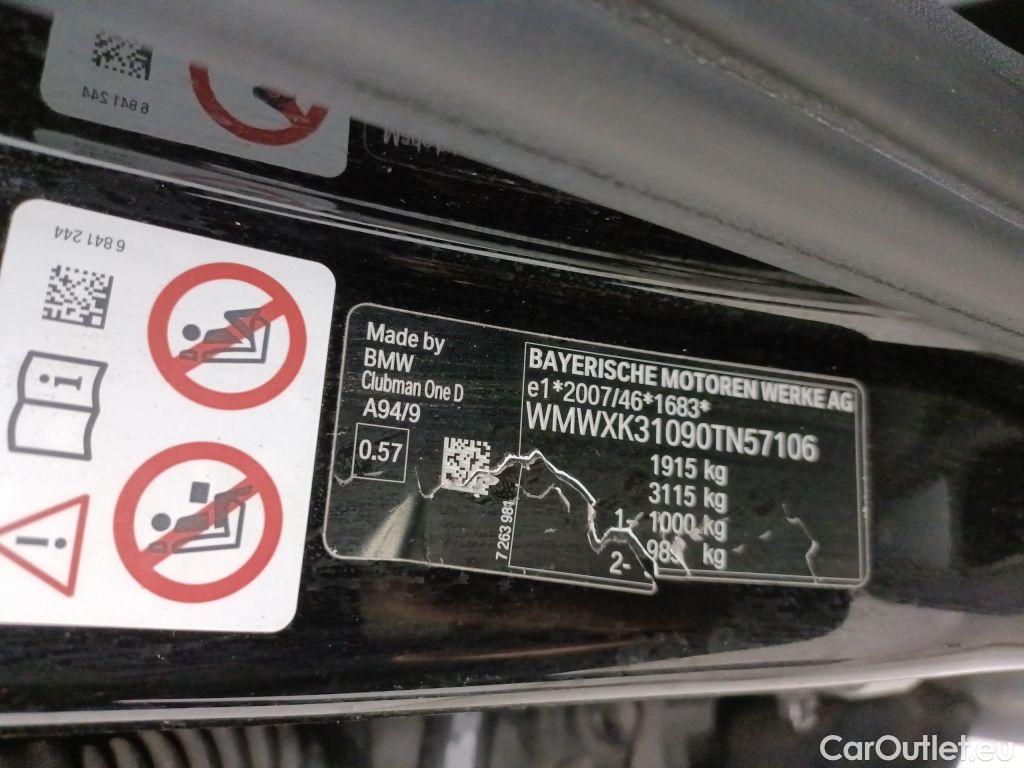 6 841 244
6 841 244
Made by
BMW
Clubman One D
A94/9
0.57
BAYERISCHE MOTOREN WERKE AG
e1*2007/46*1683*
WMWXK31090TN57106
1915 kg
3115 kg
1- 1000 kg
2- kg
7 263 981
CarOutlet.eu